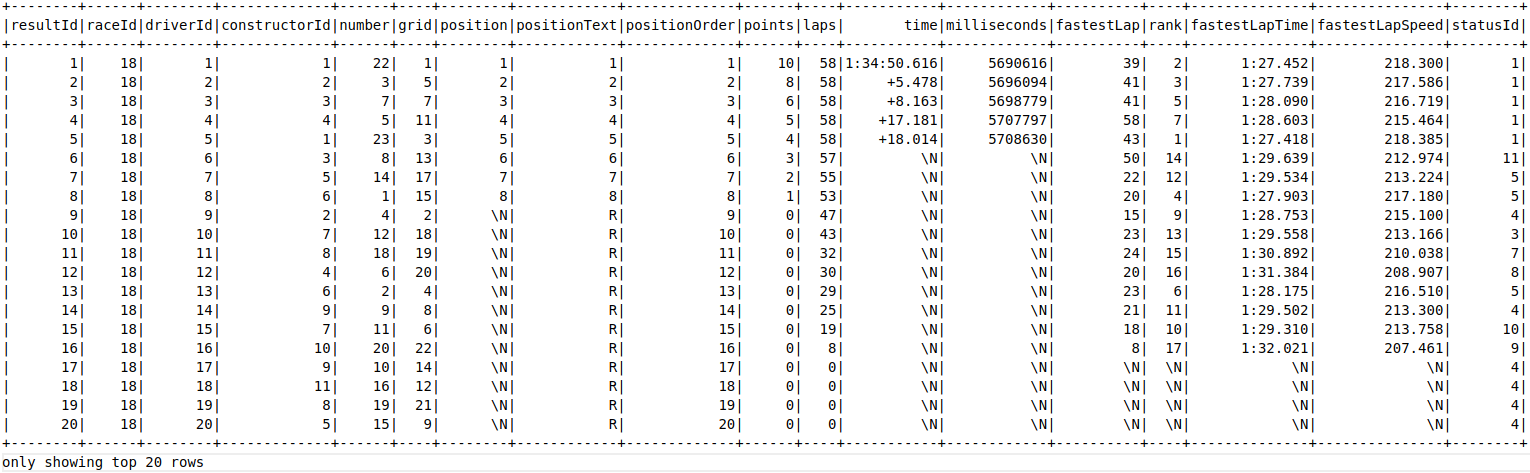 +--------+------+--------+-------------+------+----+--------+------------+-------------+------+----+-----------+------------+----------+----+--------------+---------------+--------+
|resultId|raceId|driverId|constructorId|number|grid|position|positionText|positionOrder|points|laps|       time|milliseconds|fastestLap|rank|fastestLapTime|fastestLapSpeed|statusId|
+--------+------+--------+-------------+------+----+--------+------------+-------------+------+----+-----------+------------+----------+----+--------------+---------------+--------+
|       1|    18|       1|            1|    22|   1|       1|           1|            1|    10|  58|1:34:50.616|     5690616|        39|   2|      1:27.452|        218.300|       1|
|       2|    18|       2|            2|     3|   5|       2|           2|            2|     8|  58|     +5.478|     5696094|        41|   3|      1:27.739|        217.586|       1|
|       3|    18|       3|            3|     7|   7|       3|           3|            3|     6|  58|     +8.163|     5698779|        41|   5|      1:28.090|        216.719|       1|
|       4|    18|       4|            4|     5|  11|       4|           4|            4|     5|  58|    +17.181|     5707797|        58|   7|      1:28.603|        215.464|       1|
|       5|    18|       5|            1|    23|   3|       5|           5|            5|     4|  58|    +18.014|     5708630|        43|   1|      1:27.418|        218.385|       1|
|       6|    18|       6|            3|     8|  13|       6|           6|            6|     3|  57|         \N|          \N|        50|  14|      1:29.639|        212.974|      11|
|       7|    18|       7|            5|    14|  17|       7|           7|            7|     2|  55|         \N|          \N|        22|  12|      1:29.534|        213.224|       5|
|       8|    18|       8|            6|     1|  15|       8|           8|            8|     1|  53|         \N|          \N|        20|   4|      1:27.903|        217.180|       5|
|       9|    18|       9|            2|     4|   2|      \N|           R|            9|     0|  47|         \N|          \N|        15|   9|      1:28.753|        215.100|       4|
|      10|    18|      10|            7|    12|  18|      \N|           R|           10|     0|  43|         \N|          \N|        23|  13|      1:29.558|        213.166|       3|
|      11|    18|      11|            8|    18|  19|      \N|           R|           11|     0|  32|         \N|          \N|        24|  15|      1:30.892|        210.038|       7|
|      12|    18|      12|            4|     6|  20|      \N|           R|           12|     0|  30|         \N|          \N|        20|  16|      1:31.384|        208.907|       8|
|      13|    18|      13|            6|     2|   4|      \N|           R|           13|     0|  29|         \N|          \N|        23|   6|      1:28.175|        216.510|       5|
|      14|    18|      14|            9|     9|   8|      \N|           R|           14|     0|  25|         \N|          \N|        21|  11|      1:29.502|        213.300|       4|
|      15|    18|      15|            7|    11|   6|      \N|           R|           15|     0|  19|         \N|          \N|        18|  10|      1:29.310|        213.758|      10|
|      16|    18|      16|           10|    20|  22|      \N|           R|           16|     0|   8|         \N|          \N|         8|  17|      1:32.021|        207.461|       9|
|      17|    18|      17|            9|    10|  14|      \N|           R|           17|     0|   0|         \N|          \N|        \N|  \N|            \N|             \N|       4|
|      18|    18|      18|           11|    16|  12|      \N|           R|           18|     0|   0|         \N|          \N|        \N|  \N|            \N|             \N|       4|
|      19|    18|      19|            8|    19|  21|      \N|           R|           19|     0|   0|         \N|          \N|        \N|  \N|            \N|             \N|       4|
|      20|    18|      20|            5|    15|   9|      \N|           R|           20|     0|   0|         \N|          \N|        \N|  \N|            \N|             \N|       4|
+--------+------+--------+-------------+------+----+--------+------------+-------------+------+----+-----------+------------+----------+----+--------------+---------------+--------+
only showing top 20 rows